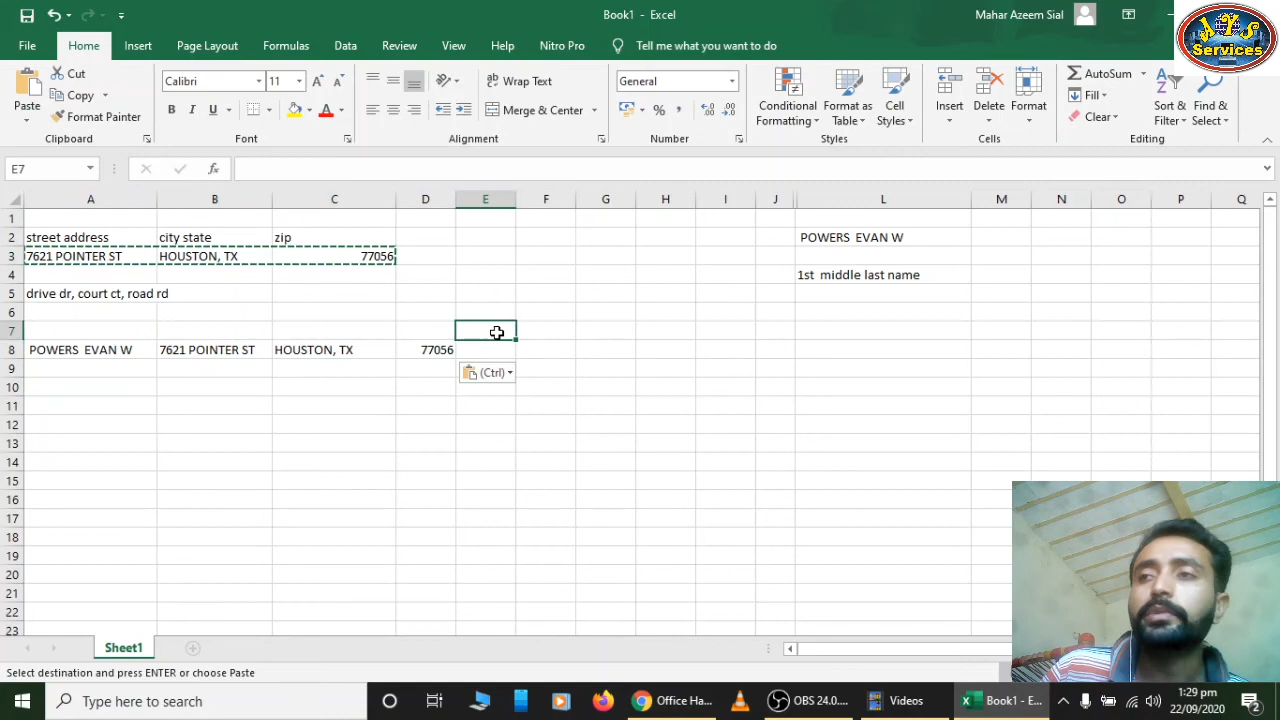 Book1 - Excel
Mahar Azeem Sial
AYS
Services
File Home Insert Page Layout Formulas Data Review View Help Nitro Pro Tell me what you want to do
Paste
Cut
Copy
Format Painter
Clipboard
Calibri 11
B I U
Font
Wrap Text
Merge & Center
Alignment
General
Number
Conditional Formatting
Format as Table
Cell Styles
Styles
Insert
Delete
Format
Cells
AutoSum
Fill
Clear
Sort & Filter
Find & Select
Editing
E7
fx
A B C D E F G H I J L M N O P Q
1
2 street address city state zip POWERS EVAN W
3 7621 POINTER ST HOUSTON, TX 77056
4 1st middle last name
5 drive dr, court ct, road rd
6
7
8 POWERS EVAN W 7621 POINTER ST HOUSTON, TX 77056
9 (Ctrl)
10
11
12
13
14
15
16
17
18
19
20
21
22
23
Sheet1
Select destination and press ENTER or choose Paste
Type here to search
Office Ha...
OBS 24.0....
Videos
Book1 - E...
1:29 pm
22/09/2020
2